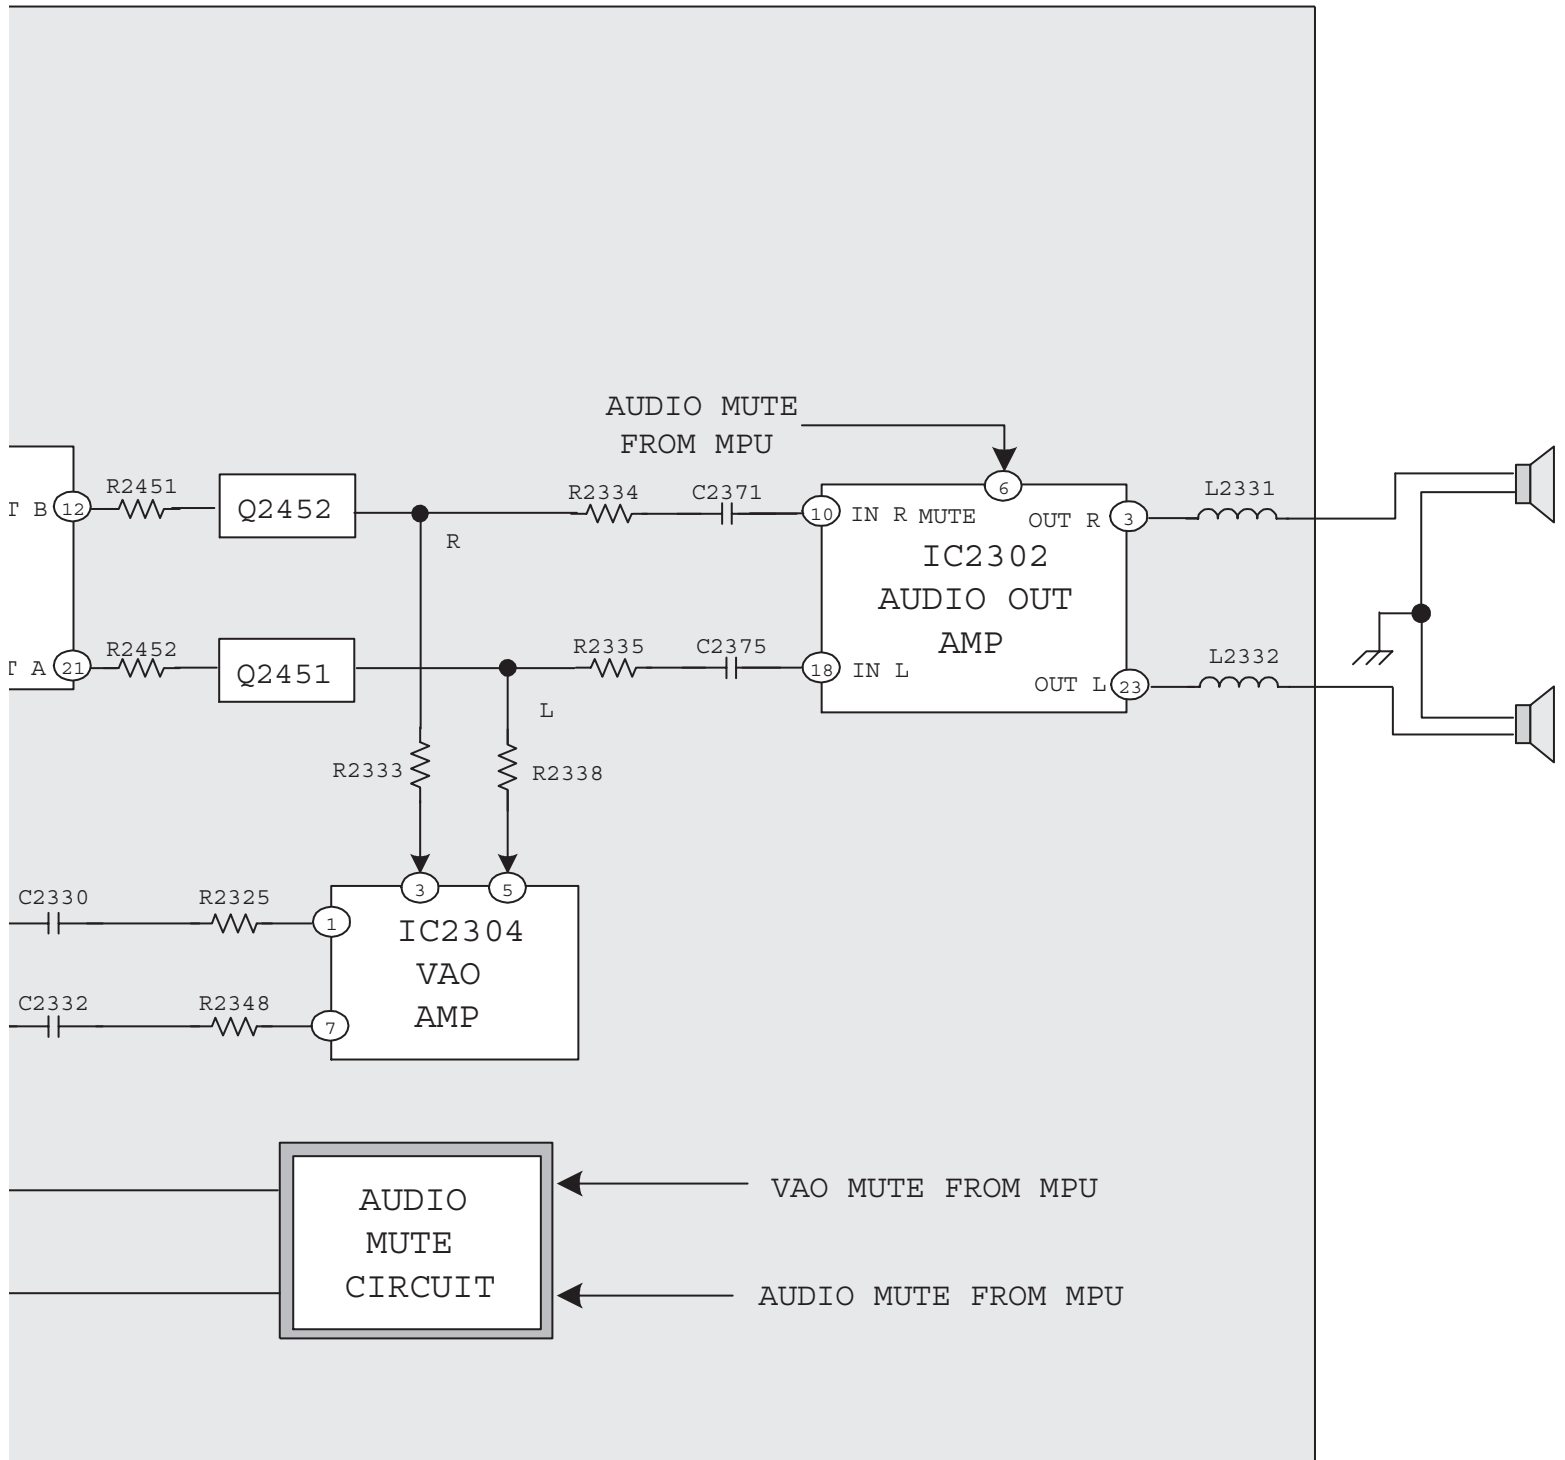 AUDIO MUTE
FROM MPU
T B
12
R2451
Q2452
R
R2334
C2371
10
IN R
MUTE
6
OUT R
3
L2331
IC2302
AUDIO OUT
AMP
T A
21
R2452
Q2451
L
R2335
C2375
18
IN L
OUT L
23
L2332
R2333
R2338
3
5
C2330
R2325
1
IC2304
VAO
AMP
C2332
R2348
7
AUDIO
MUTE
CIRCUIT
VAO MUTE FROM MPU
AUDIO MUTE FROM MPU